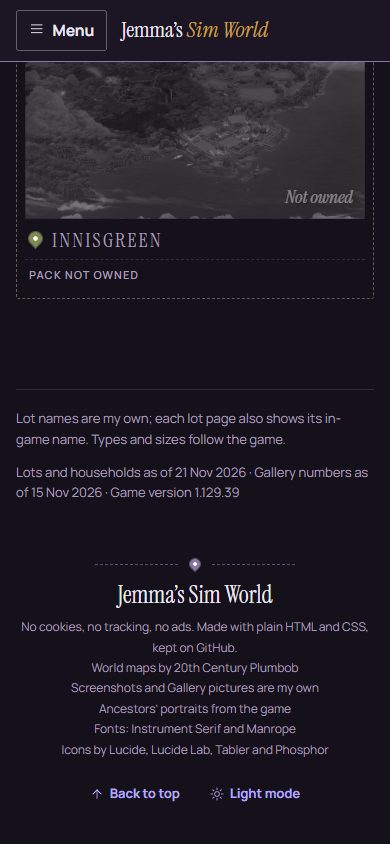 Menu
Jemma's Sim World
Not owned
INNISGREEN
PACK NOT OWNED
Lot names are my own; each lot page also shows its in-
game name. Types and sizes follow the game.
Lots and households as of 21 Nov 2026 · Gallery numbers as
of 15 Nov 2026 · Game version 1.129.39
Jemma's Sim World
No cookies, no tracking, no ads. Made with plain HTML and CSS,
kept on GitHub.
World maps by 20th Century Plumbob
Screenshots and Gallery pictures are my own
Ancestors' portraits from the game
Fonts: Instrument Serif and Manrope
Icons by Lucide, Lucide Lab, Tabler and Phosphor
Back to top
Light mode